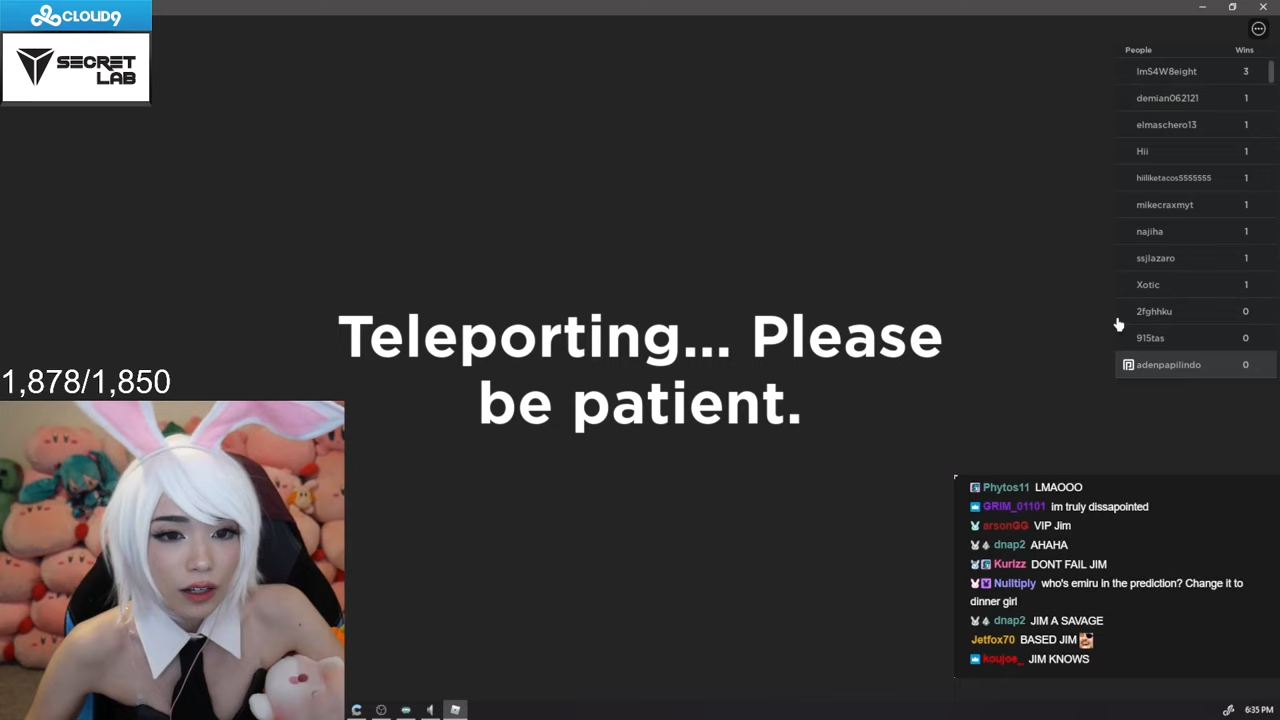 CLOUD9
SECRET
LAB
People Wins
ImS4W8eight 3
demian062121 1
elmaschero13 1
Hii 1
hiiliketacos5555555 1
mikecraxmyt 1
najiha 1
ssjlazaro 1
Xotic 1
2fghhku 0
915tas 0
adenpapilindo 0
Teleporting... Please
be patient.
1,878/1,850
Phytos11 LMAOOO
GRIM_01101 im truly dissapointed
arsonGG VIP Jim
dnap2 AHAHA
Kurizz DONT FAIL JIM
Nulltiply who's emiru in the prediction? Change it to
dinner girl
dnap2 JIM A SAVAGE
Jetfox70 BASED JIM
koujoe_ JIM KNOWS
6:35 PM